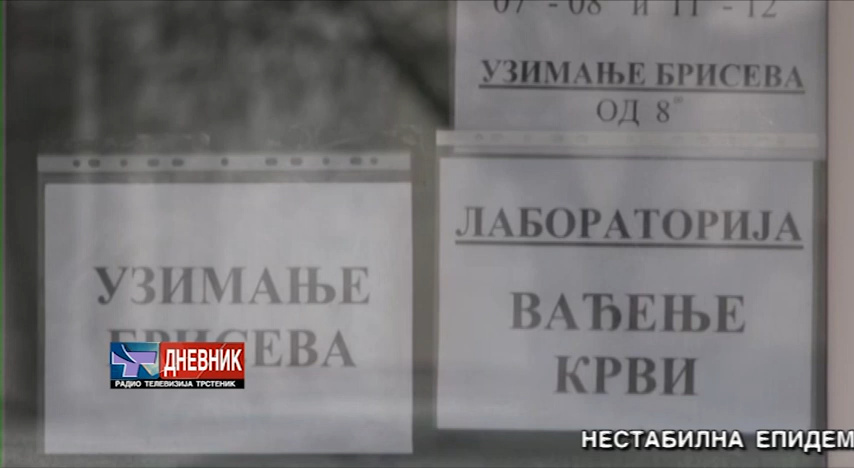 07 - 08 и 11 - 12
УЗИМАЊЕ БРИСЕВА
ОД 8
ЛАБОРАТОРИЈА
ВАЂЕЊЕ
КРВИ
УЗИМАЊЕ
БРИСЕВА
ДНЕВНИК
РАДИО ТЕЛЕВИЗИЈА ТРСТЕНИК
НЕСТАБИЛНА ЕПИДЕМ